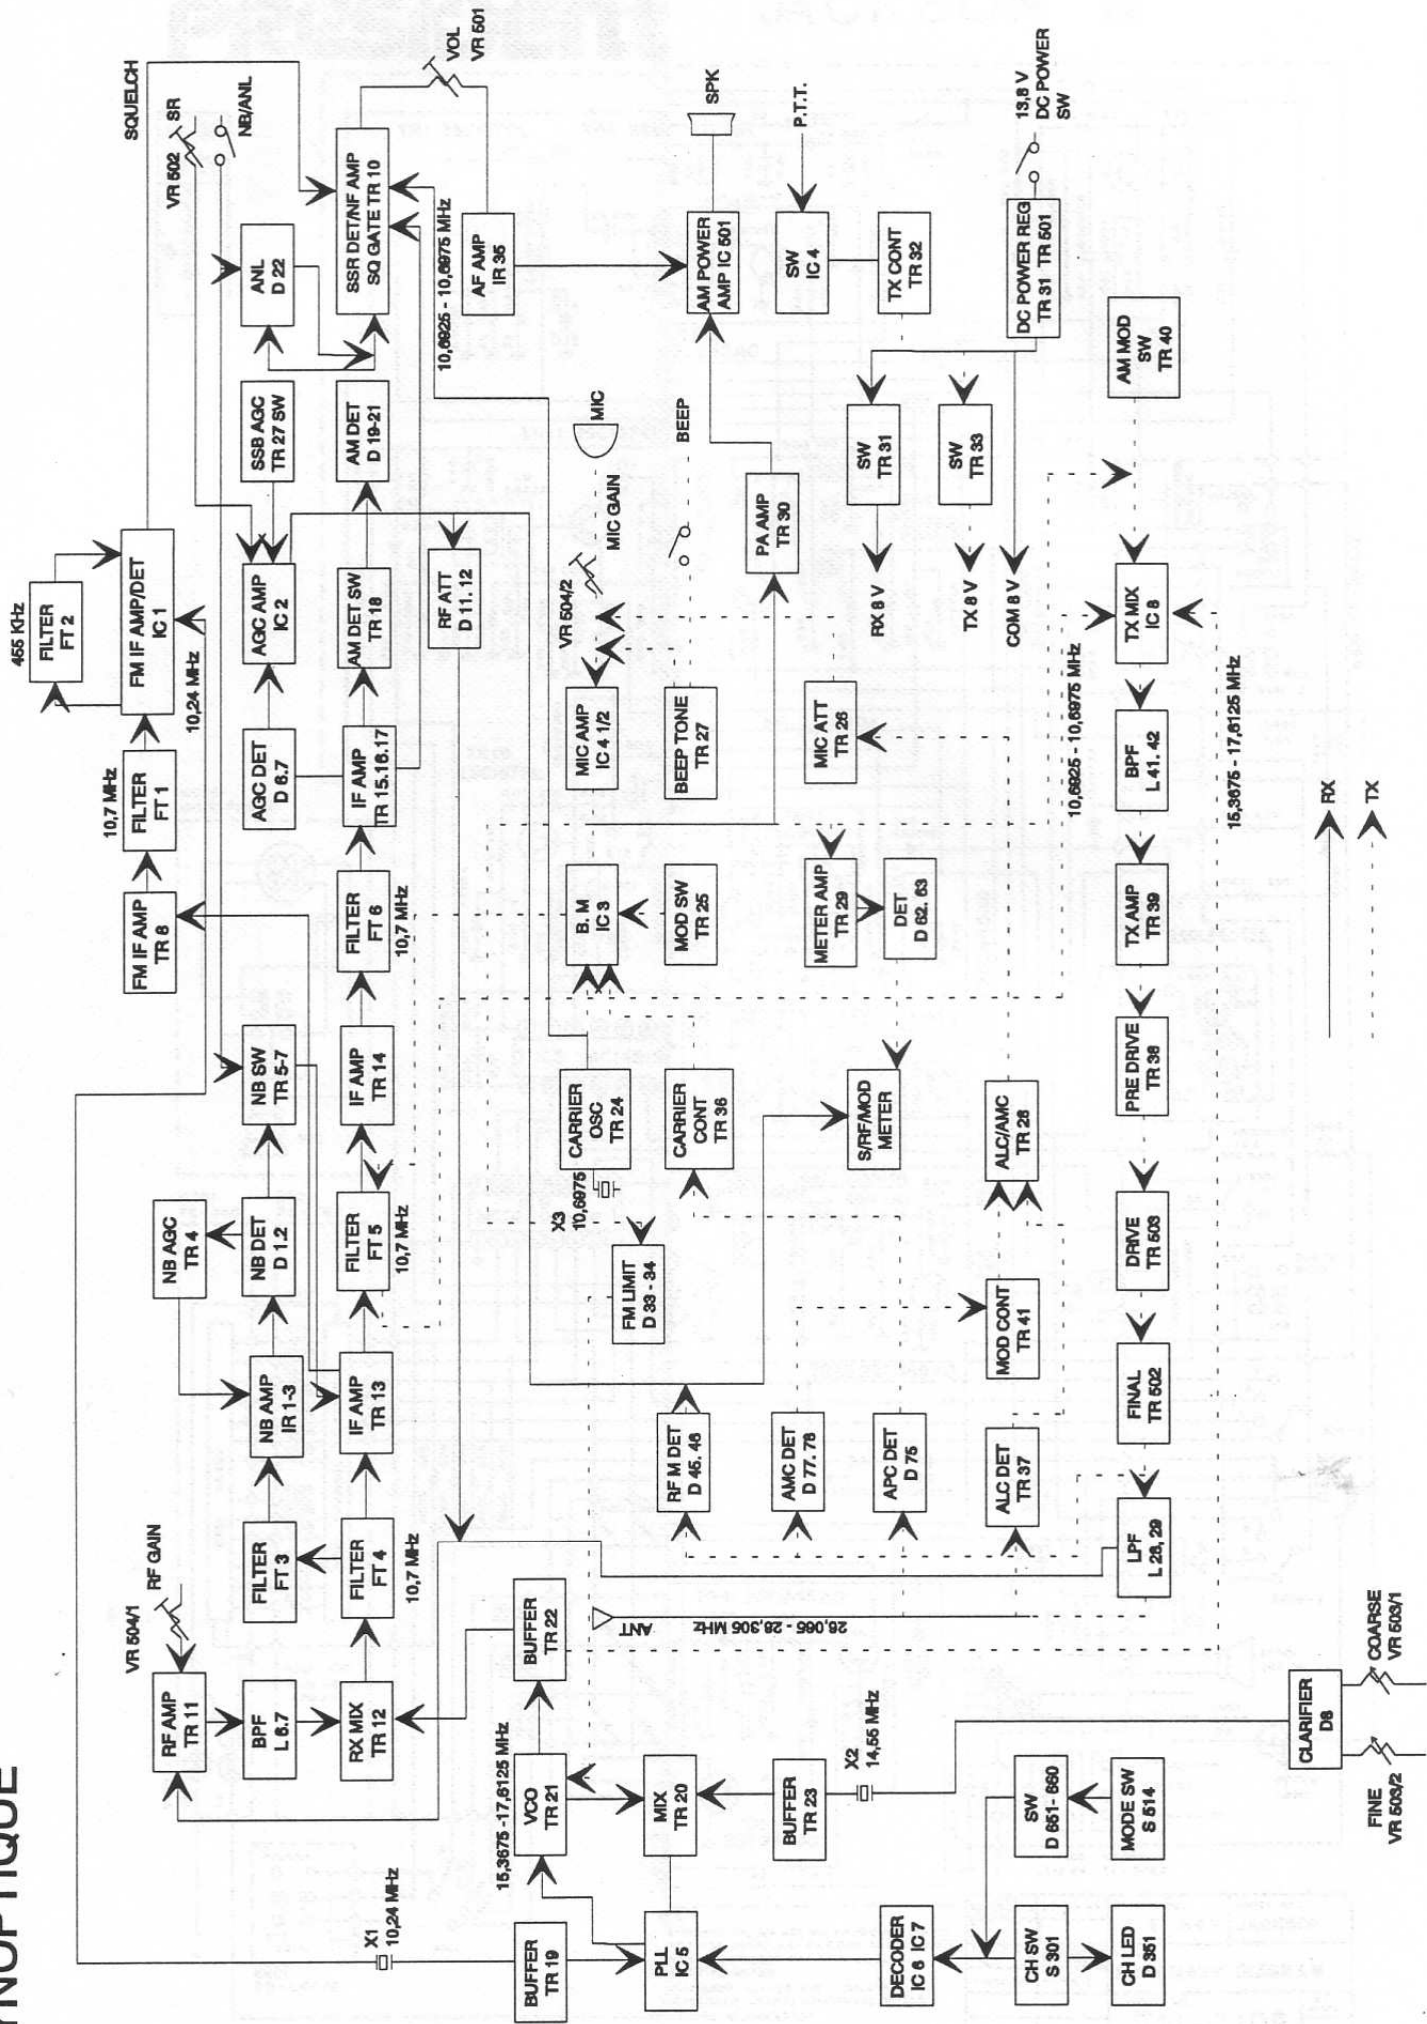 NOPTIQUE
455 KHz
FILTER
FT 2
10,7 MHz
FM IF AMP
TR 8
FILTER
FT 1
FM IF AMP/DET
IC 1
SQUELCH
10,24 MHz
VR 504/1
RF GAIN
RF AMP
TR 11
NB AGC
TR 4
VR 502
SR
NB/ANL
BPF
L 6.7
FILTER
FT 3
NB AMP
IR 1-3
NB DET
D 1.2
NB SW
TR 5-7
AGC DET
D 6.7
AGC AMP
IC 2
SSB AGC
TR 27 SW
ANL
D 22
RX MIX
TR 12
FILTER
FT 4
IF AMP
TR 13
FILTER
FT 5
IF AMP
TR 14
FILTER
FT 6
IF AMP
TR 15.16.17
AM DET SW
TR 18
AM DET
D 19-21
SSR DET/NF AMP
SQ GATE TR 10
VOL
VR 501
10,7 MHz
10,7 MHz
10,7 MHz
X1
10,24 MHz
RF ATT
D 11. 12
10,6925 - 10,6975 MHz
AF AMP
IR 35
15,3675 -17,6125 MHz
BUFFER
TR 19
VCO
TR 21
BUFFER
TR 22
X3
10,6975
CARRIER
OSC
TR 24
B. M
IC 3
MIC AMP
IC 4 1/2
VR 504/2
MIC GAIN
MIC
FM LIMIT
D 33 - 34
ANT
26,065 - 28,305 MHz
PLL
IC 5
MIX
TR 20
RF M DET
D 45. 46
CARRIER
CONT
TR 36
MOD SW
TR 25
BEEP TONE
TR 27
BEEP
AM POWER
AMP IC 501
SPK
BUFFER
TR 23
X2
14,55 MHz
AMC DET
D 77. 78
METER AMP
TR 29
MIC ATT
TR 26
PA AMP
TR 30
SW
IC 4
P.T.T.
DECODER
IC 6 IC 7
APC DET
D 75
S/RF/MOD
METER
DET
D 62. 63
RX 8 V
SW
TR 31
TX CONT
TR 32
TX 8 V
SW
TR 33
CH SW
S 301
SW
D 651- 660
ALC DET
TR 37
MOD CONT
TR 41
ALC/AMC
TR 28
COM 8 V
DC POWER REG
TR 31 TR 501
13,8 V
DC POWER
SW
10,6925 - 10,6975 MHz
CH LED
D 351
MODE SW
S 514
LPF
L 28, 29
FINAL
TR 502
DRIVE
TR 503
PRE DRIVE
TR 38
TX AMP
TR 39
BPF
L 41. 42
TX MIX
IC 8
AM MOD
SW
TR 40
15,3675 - 17,6125 MHz
CLARIFIER
D8
FINE
VR 503/2
COARSE
VR 503/1
RX
TX